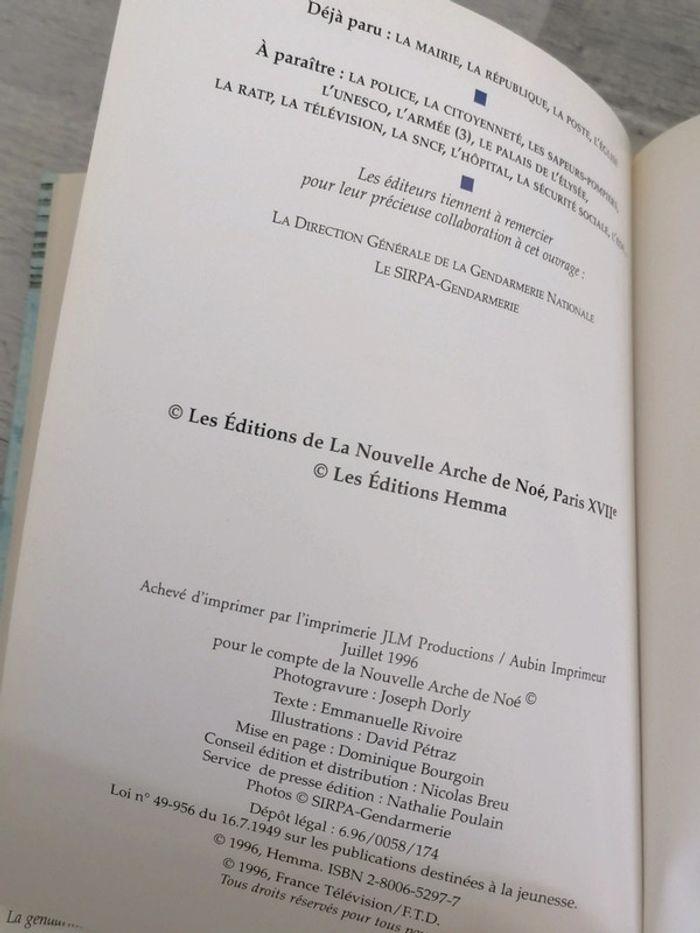 Déjà paru : LA MAIRIE, LA RÉPUBLIQUE, LA POSTE, L'ÉGLISE
À paraître : LA POLICE, LA CITOYENNETÉ, LES SAPEURS-POMPIERS,
L'UNESCO, L'ARMÉE (3), LE PALAIS DE L'ÉLYSÉE,
LA RATP, LA TÉLÉVISION, LA SNCF, L'HÔPITAL, LA SÉCURITÉ SOCIALE,
Les éditeurs tiennent à remercier
pour leur précieuse collaboration à cet ouvrage :
LA DIRECTION GÉNÉRALE DE LA GENDARMERIE NATIONALE
LE SIRPA-GENDARMERIE
© Les Éditions de La Nouvelle Arche de Noé, Paris XVIIe
© Les Éditions Hemma
Achevé d'imprimer par l'imprimerie JLM Productions / Aubin Imprimeur
Juillet 1996
pour le compte de la Nouvelle Arche de Noé ©
Photogravure : Joseph Dorly
Texte : Emmanuelle Rivoire
Illustrations : David Pétraz
Mise en page : Dominique Bourgoin
Conseil édition et distribution : Nicolas Breu
Service de presse édition : Nathalie Poulain
Photos © SIRPA-Gendarmerie
Dépôt légal : 6.96/0058/174
Loi n° 49-956 du 16.7.1949 sur les publications destinées à la jeunesse.
© 1996, Hemma. ISBN 2-8006-5297-7
© 1996, France Télévision/F.T.D.
Tous droits réservés pour tous
La